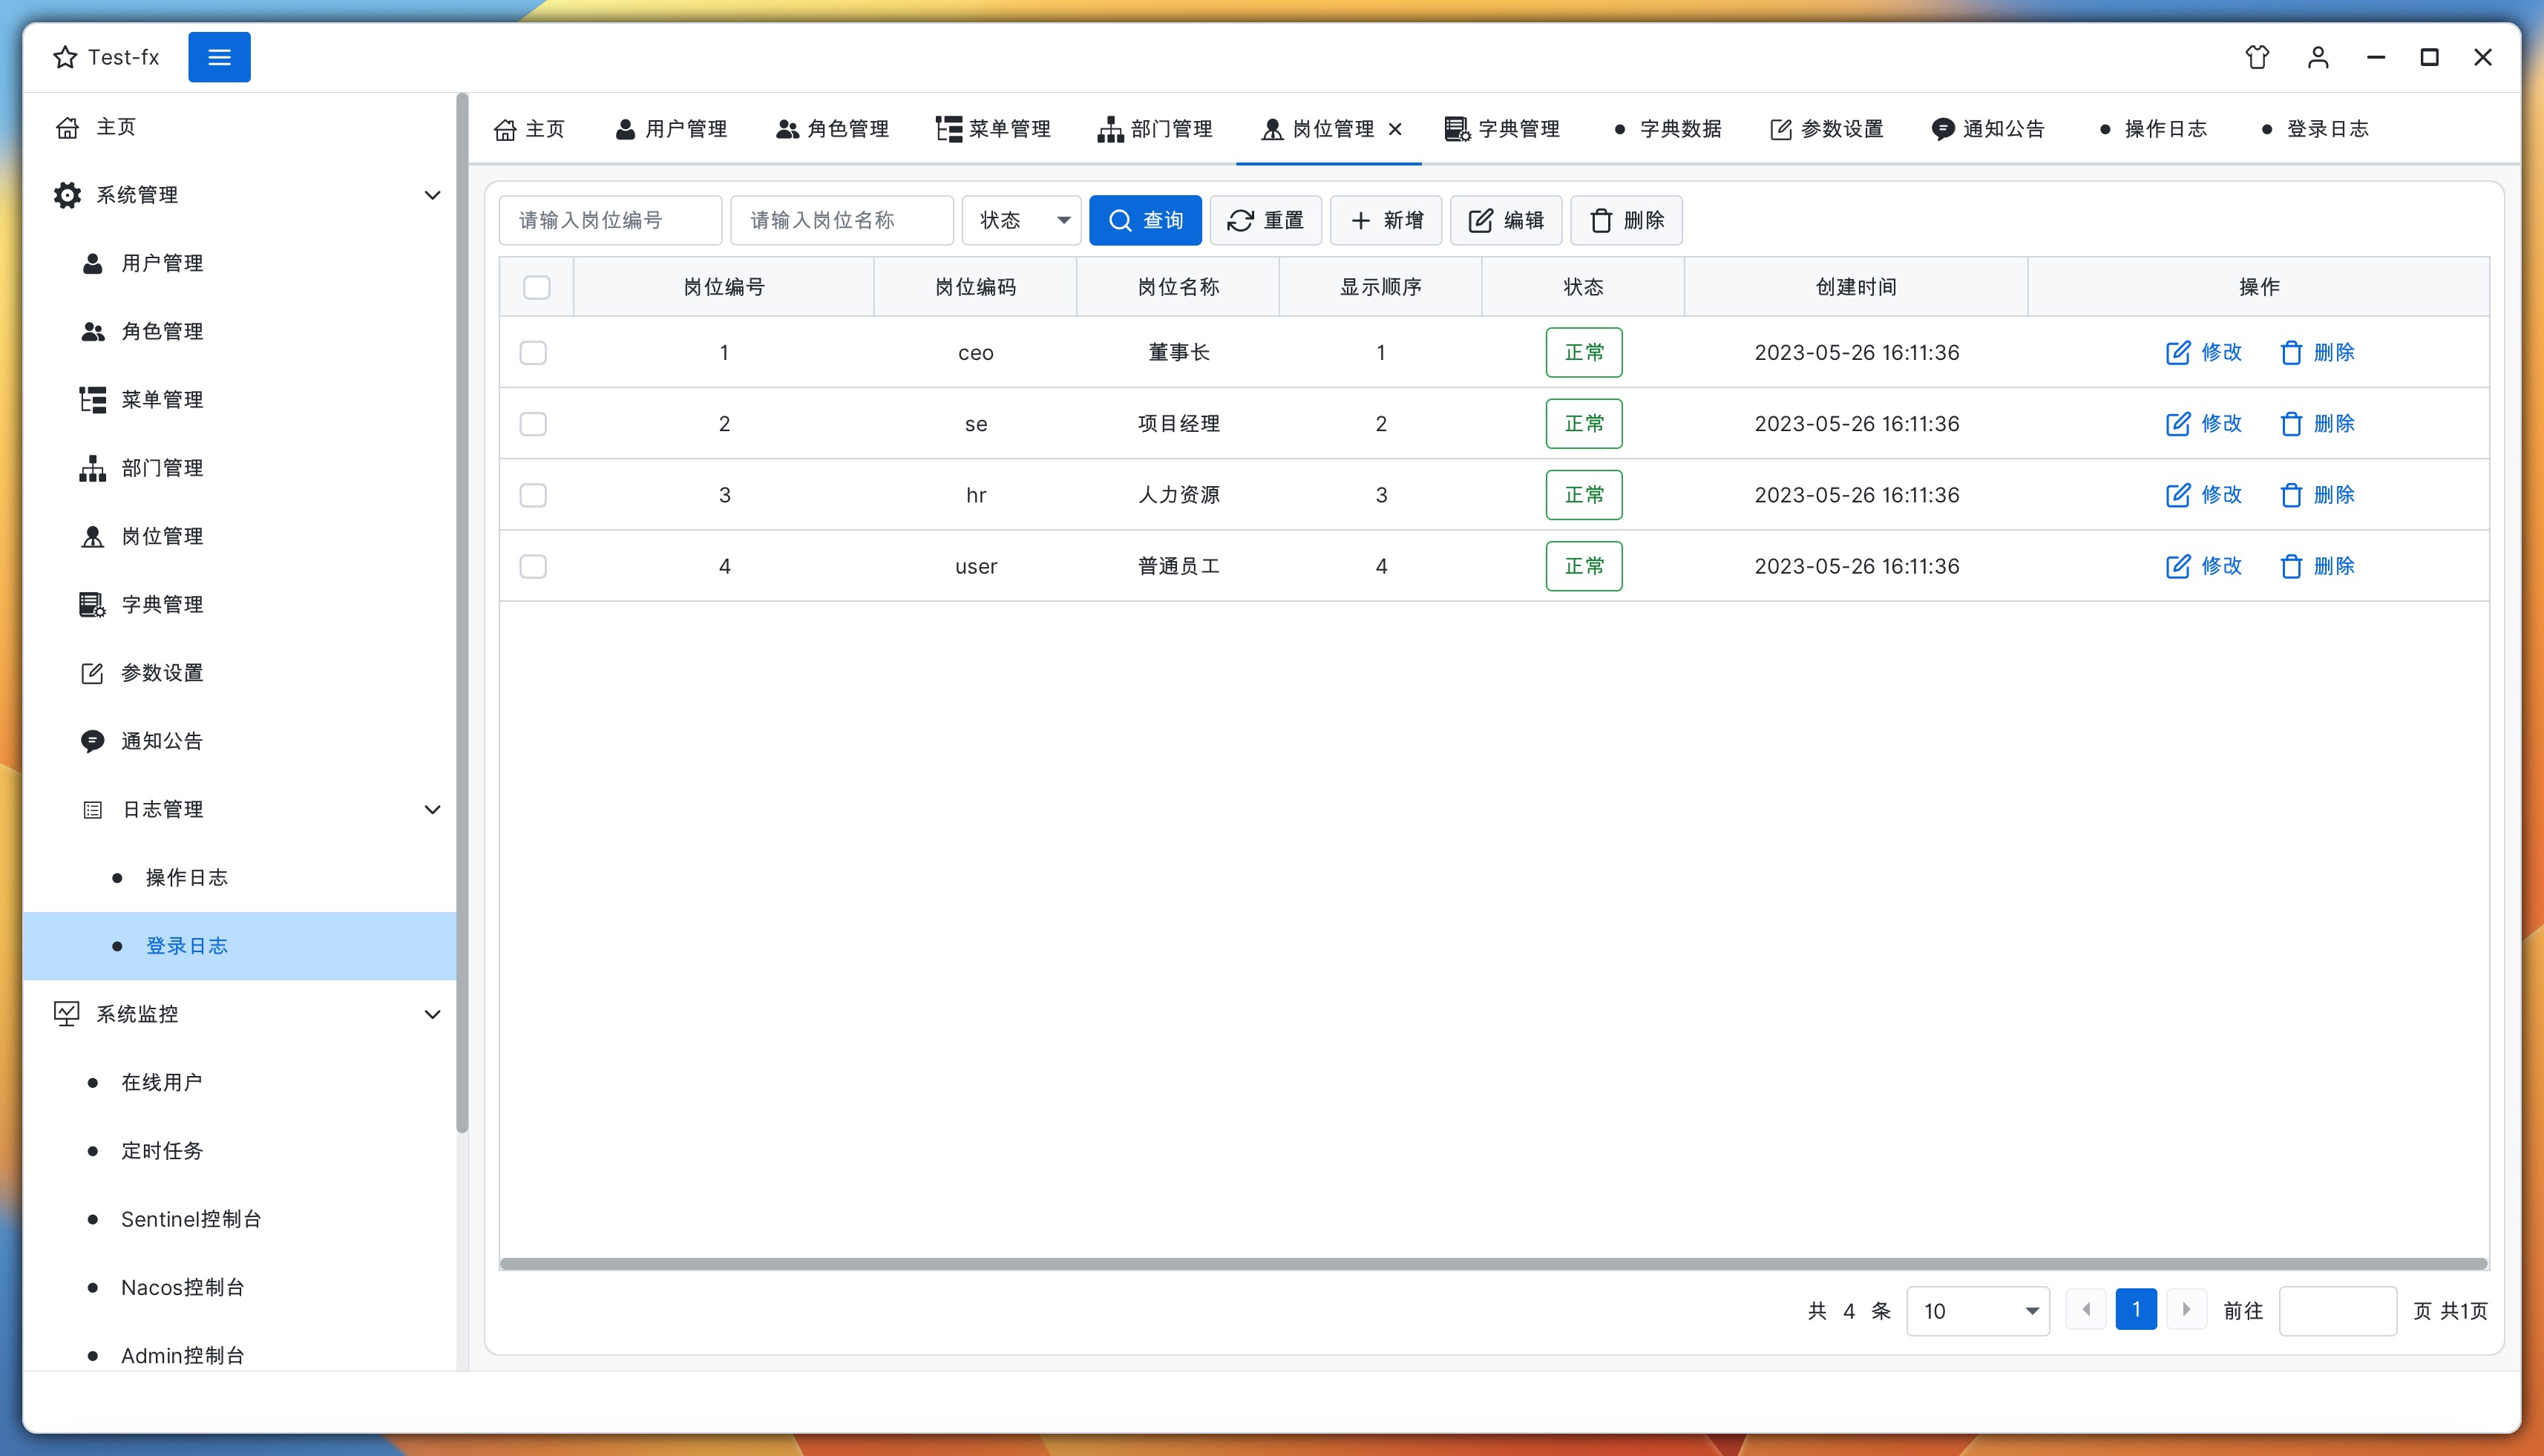 Test-fx
主页
系统管理
用户管理
角色管理
菜单管理
部门管理
岗位管理
字典管理
参数设置
通知公告
日志管理
操作日志
登录日志
系统监控
在线用户
定时任务
Sentinel控制台
Nacos控制台
Admin控制台
主页 用户管理 角色管理 菜单管理 部门管理 岗位管理 字典管理 字典数据 参数设置 通知公告 操作日志 登录日志
请输入岗位编号 请输入岗位名称 状态 查询 重置 新增 编辑 删除
岗位编号 岗位编码 岗位名称 显示顺序 状态 创建时间 操作
1 ceo 董事长 1 正常 2023-05-26 16:11:36 修改 删除
2 se 项目经理 2 正常 2023-05-26 16:11:36 修改 删除
3 hr 人力资源 3 正常 2023-05-26 16:11:36 修改 删除
4 user 普通员工 4 正常 2023-05-26 16:11:36 修改 删除
共 4 条 10 1 前往 页 共1页